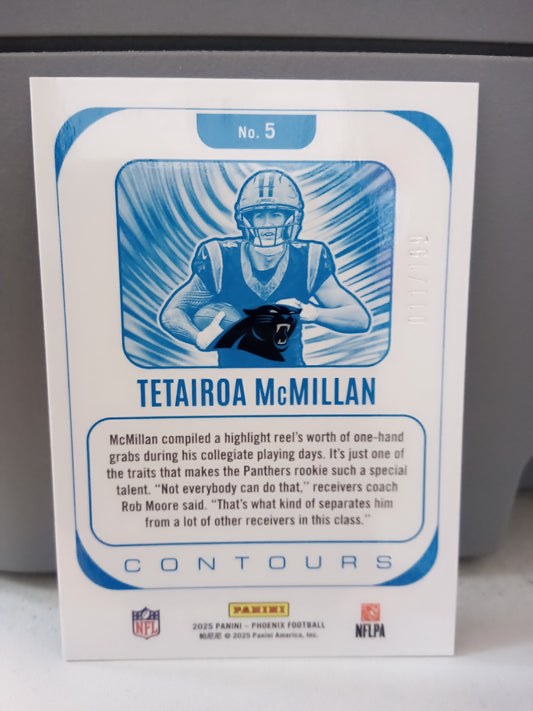 No. 5
TETAIROA McMILLAN
McMillan compiled a highlight reel's worth of one-hand
grabs during his collegiate playing days. It's just one of
the traits that makes the Panthers rookie such a special
talent. "Not everybody can do that," receivers coach
Rob Moore said. "That's what kind of separates him
from a lot of other receivers in this class."
CONTOURS
NFL
PANINI
2025 PANINI – PHOENIX FOOTBALL
© 2025 Panini America, Inc.
NFLPA